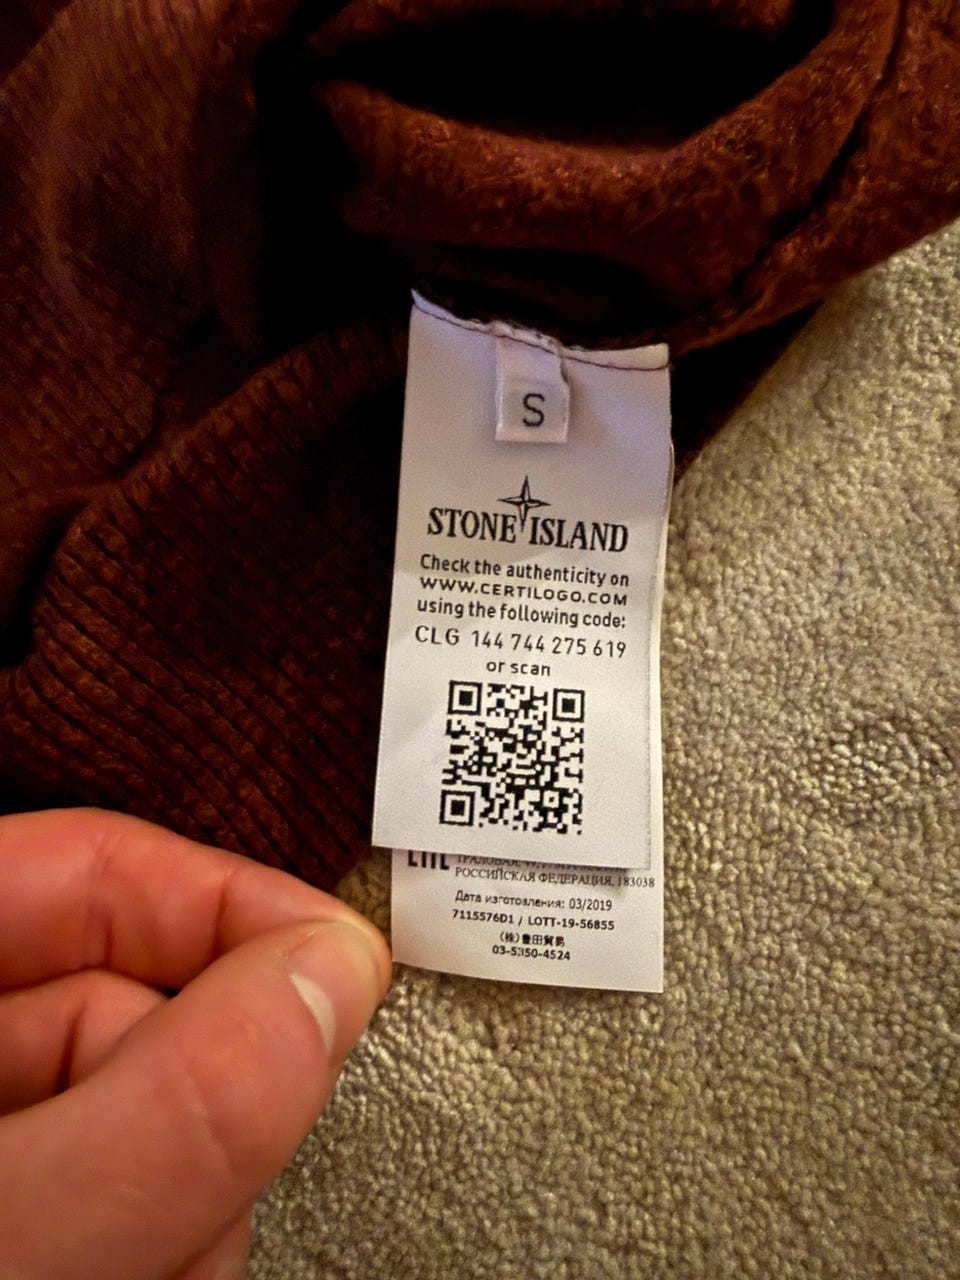 S
STONE ISLAND
Check the authenticity on
WWW.CERTILOGO.COM
using the following code:
CLG 144 744 275 619
or scan
РОССИЙСКАЯ ФЕДЕРАЦИЯ, 183038
Дата изготовления: 03/2019
7115576D1 / LOTT-19-56855
(株)豊田貿易
03-5350-4524